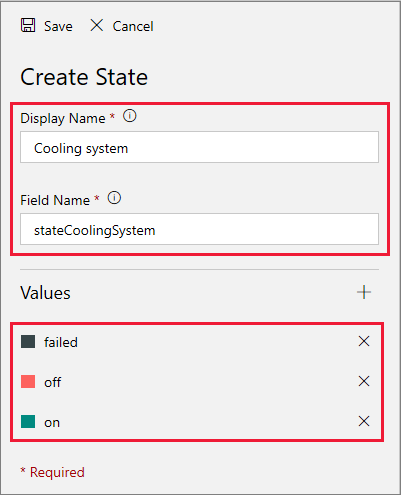 Save Cancel
Create State
Display Name *
Cooling system
Field Name *
stateCoolingSystem
Values
failed
off
on
* Required